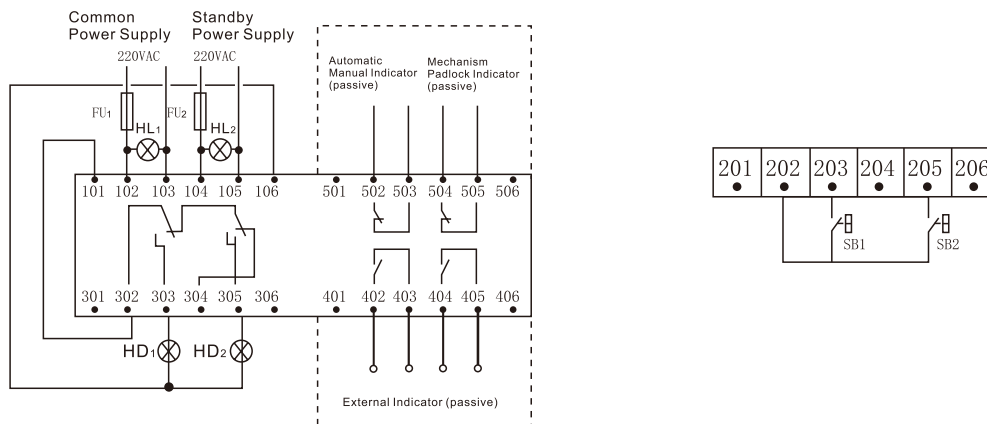 Common
Power Supply
Standby
Power Supply
220VAC
220VAC
Automatic
Manual Indicator
(passive)
Mechanism
Padlock Indicator
(passive)
FU1
FU2
HL1
HL2
101 102 103 104 105 106
501 502 503 504 505 506
201 202 203 204 205 206
SB1
SB2
301 302 303 304 305 306
401 402 403 404 405 406
HD1
HD2
External Indicator (passive)